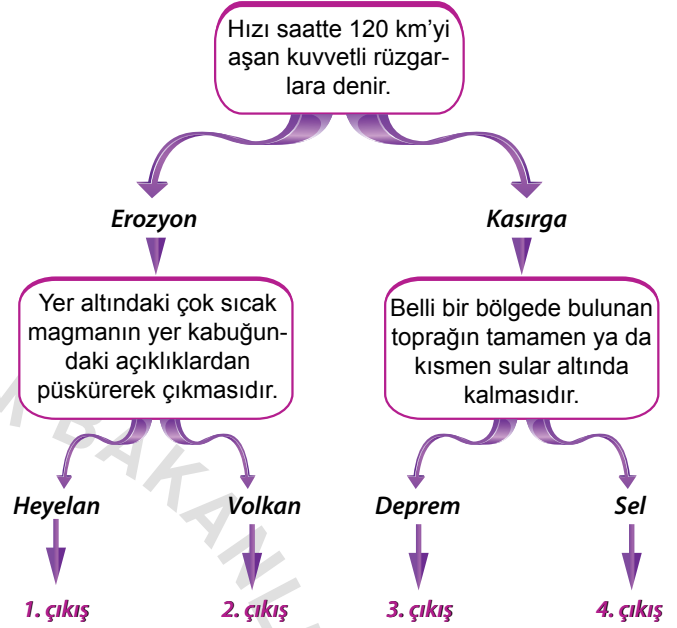 Hızı saatte 120 km’yi
aşan kuvvetli rüzgar-
lara denir.
Erozyon
Kasırga
Yer altındaki çok sıcak
magmanın yer kabuğun-
daki açıklıklardan
püskürerek çıkmasıdır.
Belli bir bölgede bulunan
toprağın tamamen ya da
kısmen sular altında
kalmasıdır.
Heyelan
Volkan
Deprem
Sel
1. çıkış
2. çıkış
3. çıkış
4. çıkış